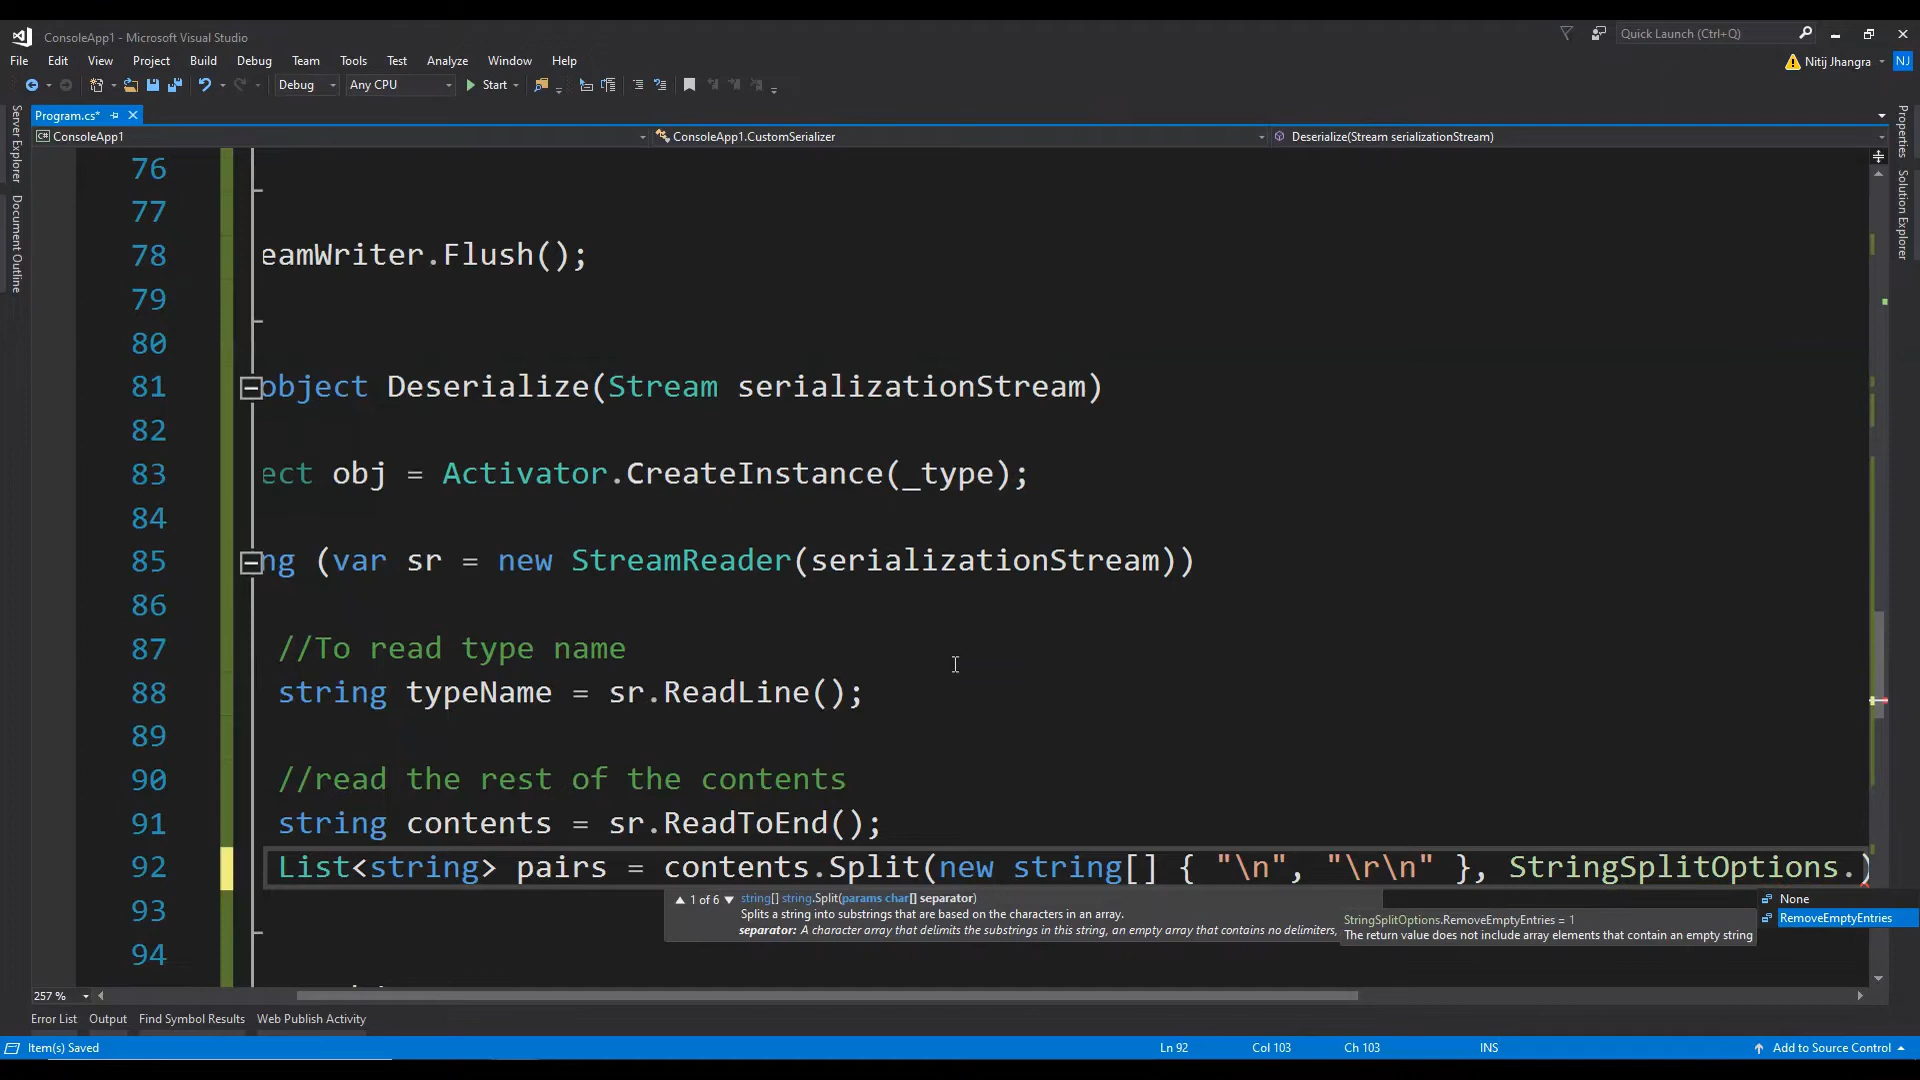 ConsoleApp1 - Microsoft Visual Studio
Quick Launch (Ctrl+Q)
File Edit View Project Build Debug Team Tools Test Analyze Window Help
Nitij Jhangra NJ
Debug Any CPU Start
Program.cs*
ConsoleApp1 ConsoleApp1.CustomSerializer Deserialize(Stream serializationStream)
Server Explorer
Document Outline
Properties
Solution Explorer
76
77
78 eamWriter.Flush();
79
80
81 object Deserialize(Stream serializationStream)
82
83 ect obj = Activator.CreateInstance(_type);
84
85 ng (var sr = new StreamReader(serializationStream))
86
87 //To read type name
88 string typeName = sr.ReadLine();
89
90 //read the rest of the contents
91 string contents = sr.ReadToEnd();
92 List<string> pairs = contents.Split(new string[] { "\n", "\r\n" }, StringSplitOptions.)
93
94
1 of 6 string[] string.Split(params char[] separator)
Splits a string into substrings that are based on the characters in an array.
separator: A character array that delimits the substrings in this string, an empty array that contains no delimiters,
StringSplitOptions.RemoveEmptyEntries = 1
The return value does not include array elements that contain an empty string
None
RemoveEmptyEntries
257 %
Error List Output Find Symbol Results Web Publish Activity
Item(s) Saved Ln 92 Col 103 Ch 103 INS Add to Source Control